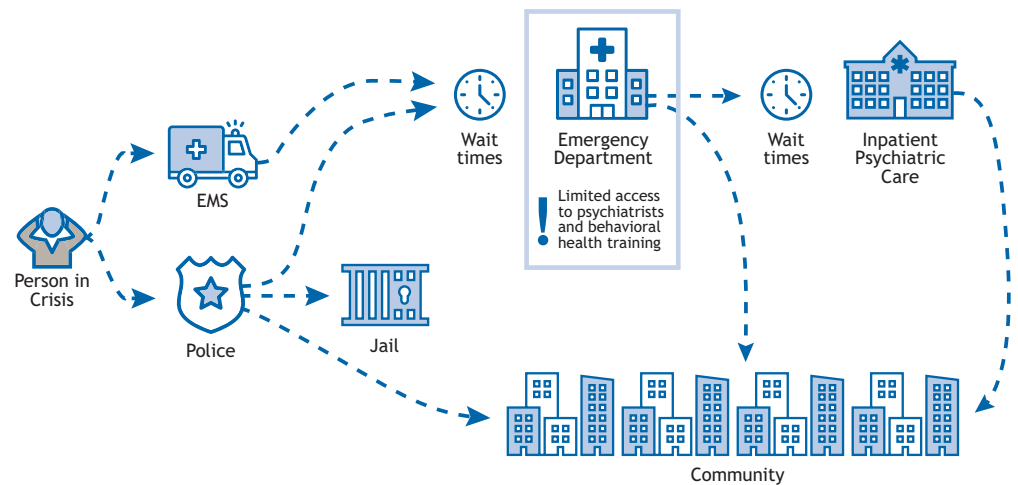 Person in
Crisis
EMS
Police
Jail
Wait
times
Emergency
Department
Limited access
to psychiatrists
and behavioral
health training
Wait
times
Inpatient
Psychiatric
Care
Community